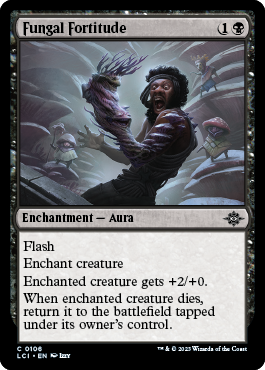 Fungal Fortitude 1
Enchantment — Aura
Flash
Enchant creature
Enchanted creature gets +2/+0.
When enchanted creature dies,
return it to the battlefield tapped
under its owner's control.
C 0106
LCI • EN Izzy
™ & © 2023 Wizards of the Coast